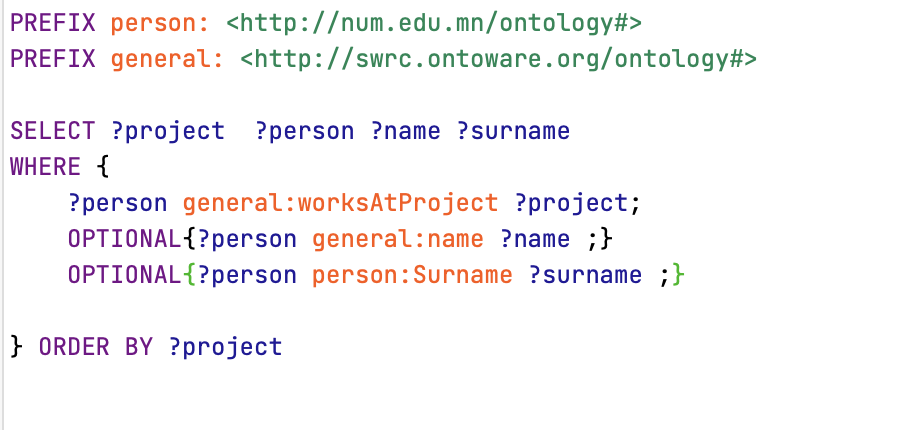 PREFIX person: <http://num.edu.mn/ontology#>
PREFIX general: <http://swrc.ontoware.org/ontology#>
SELECT ?project  ?person ?name ?surname
WHERE {
    ?person general:worksAtProject ?project;
    OPTIONAL{?person general:name ?name ;}
    OPTIONAL{?person person:Surname ?surname ;}
} ORDER BY ?project